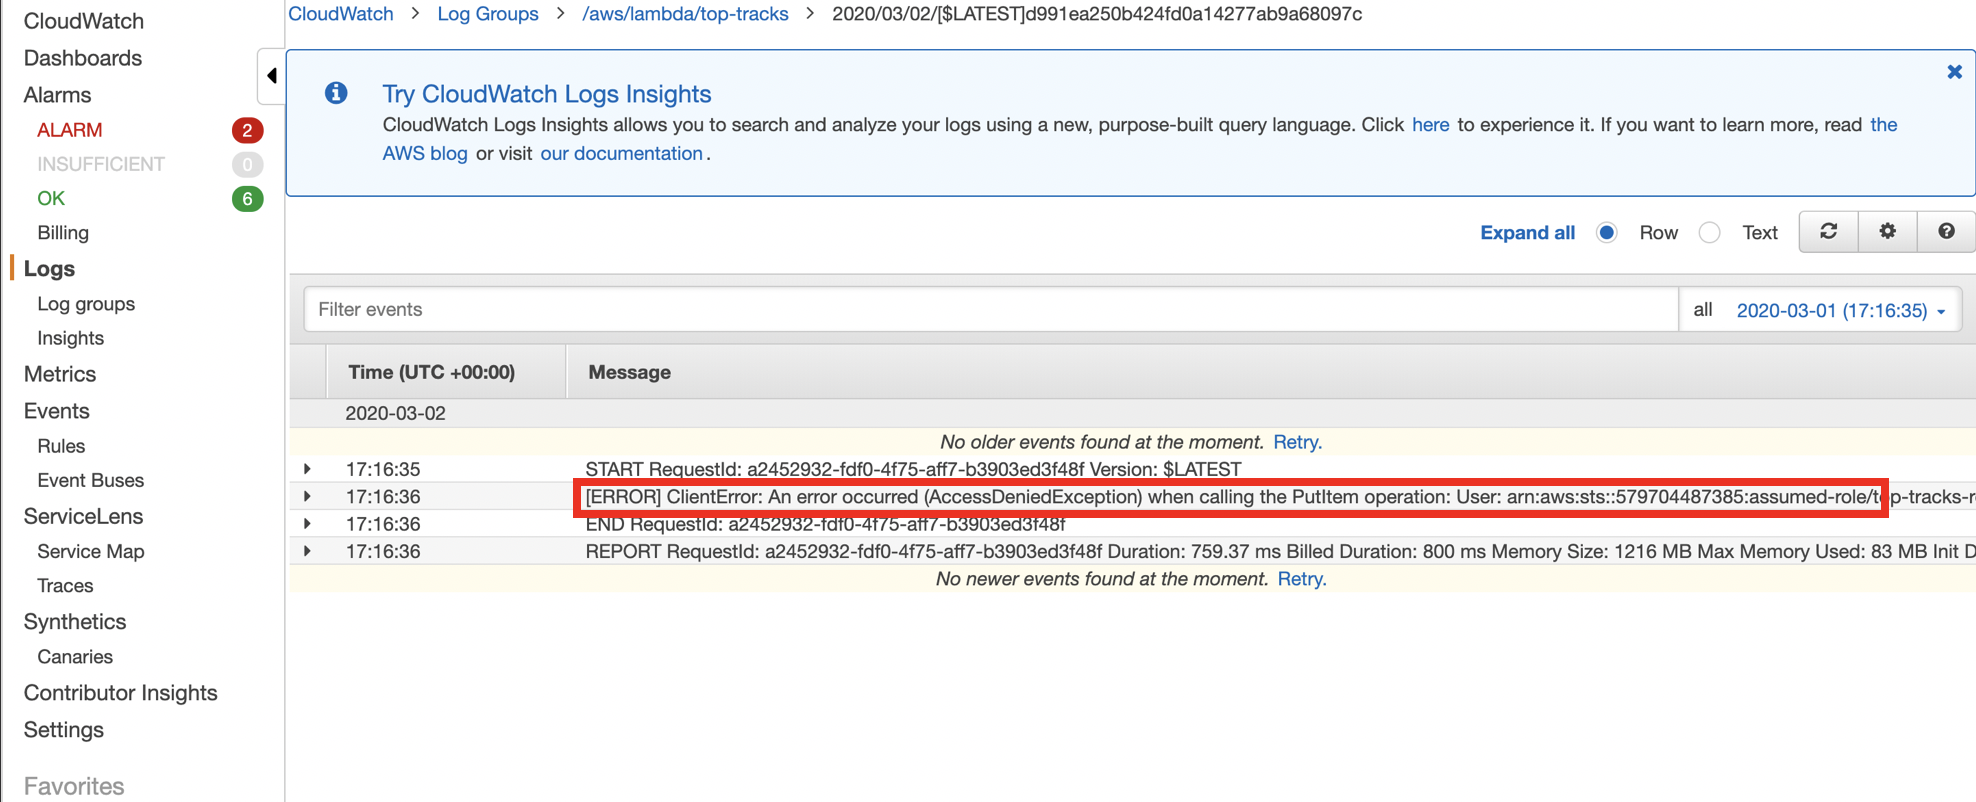 CloudWatch
Dashboards
Alarms
ALARM 2
INSUFFICIENT 0
OK 6
Billing
Logs
Log groups
Insights
Metrics
Events
Rules
Event Buses
ServiceLens
Service Map
Traces
Synthetics
Canaries
Contributor Insights
Settings
Favorites
CloudWatch > Log Groups > /aws/lambda/top-tracks > 2020/03/02/[$LATEST]d991ea250b424fd0a14277ab9a68097c
Try CloudWatch Logs Insights
CloudWatch Logs Insights allows you to search and analyze your logs using a new, purpose-built query language. Click here to experience it. If you want to learn more, read the
AWS blog or visit our documentation.
Expand all Row Text
Filter events all 2020-03-01 (17:16:35)
Time (UTC +00:00) Message
2020-03-02
No older events found at the moment. Retry.
17:16:35 START RequestId: a2452932-fdf0-4f75-aff7-b3903ed3f48f Version: $LATEST
17:16:36 [ERROR] ClientError: An error occurred (AccessDeniedException) when calling the PutItem operation: User: arn:aws:sts::579704487385:assumed-role/top-tracks-r
17:16:36 END RequestId: a2452932-fdf0-4f75-aff7-b3903ed3f48f
17:16:36 REPORT RequestId: a2452932-fdf0-4f75-aff7-b3903ed3f48f Duration: 759.37 ms Billed Duration: 800 ms Memory Size: 1216 MB Max Memory Used: 83 MB Init D
No newer events found at the moment. Retry.